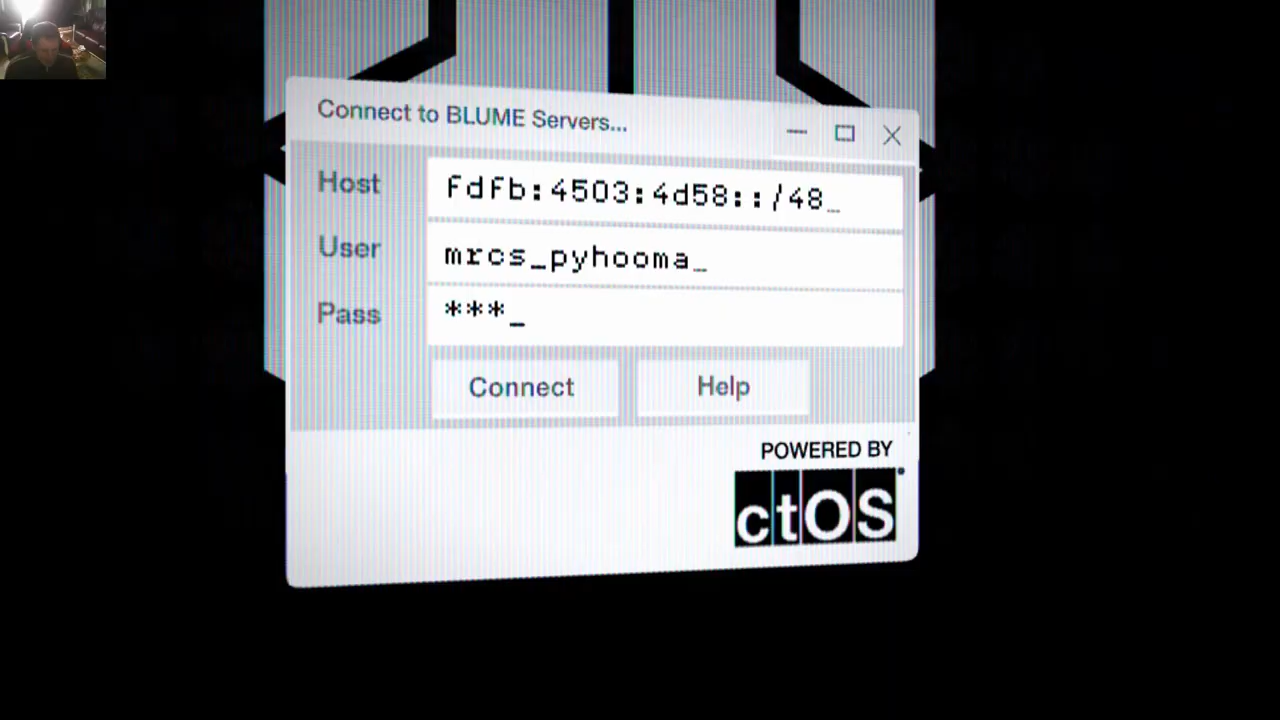 Connect to BLUME Servers...
Host fdfb:4503:4d58::/48_
User mrcs_pyhooma_
Pass ***_
Connect Help
POWERED BY
ctOS